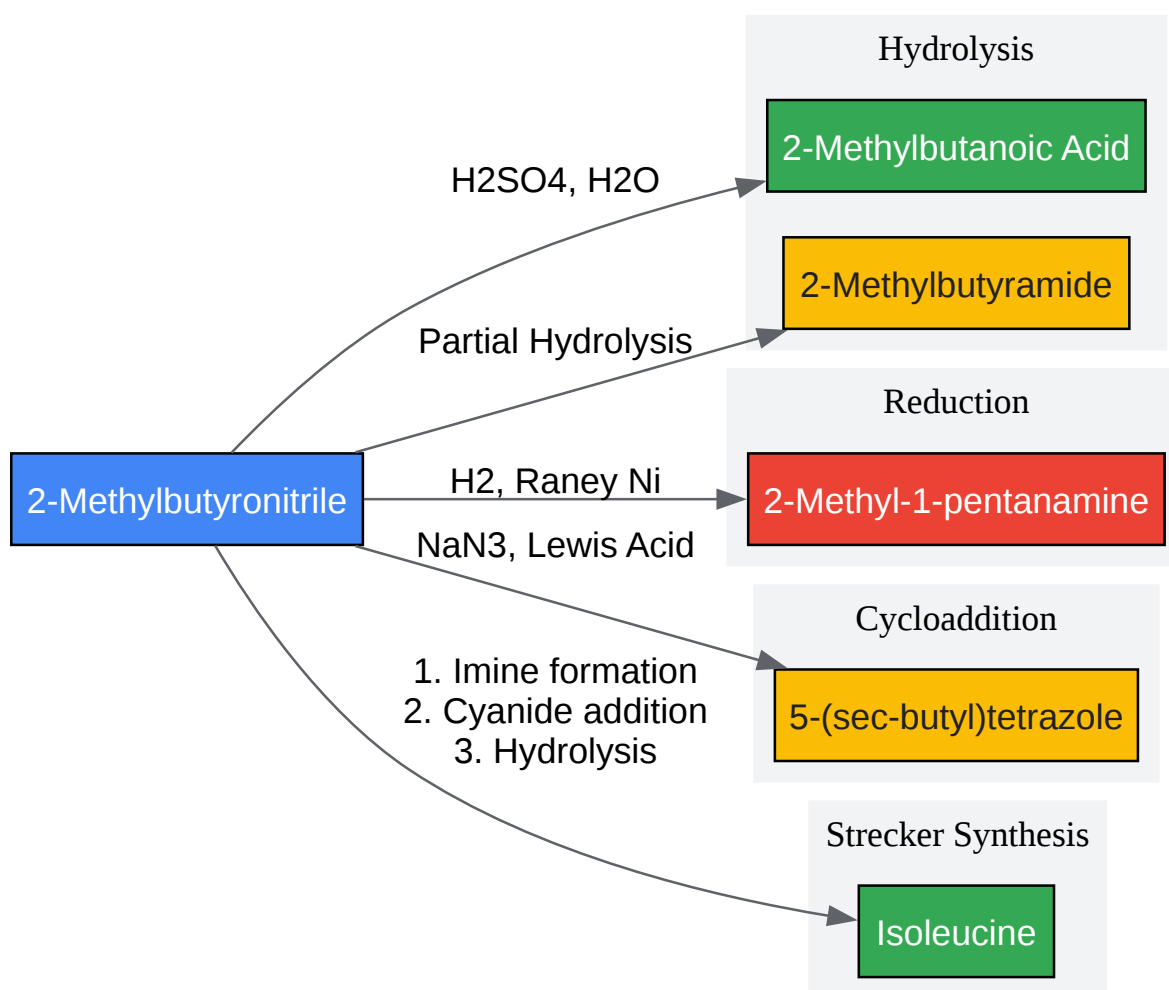 Hydrolysis
2-Methylbutanoic Acid
H2SO4, H2O
2-Methylbutyramide
Partial Hydrolysis
Reduction
2-Methylbutyronitrile
H2, Raney Ni
2-Methyl-1-pentanamine
NaN3, Lewis Acid
Cycloaddition
1. Imine formation
2. Cyanide addition
3. Hydrolysis
5-(sec-butyl)tetrazole
Strecker Synthesis
Isoleucine